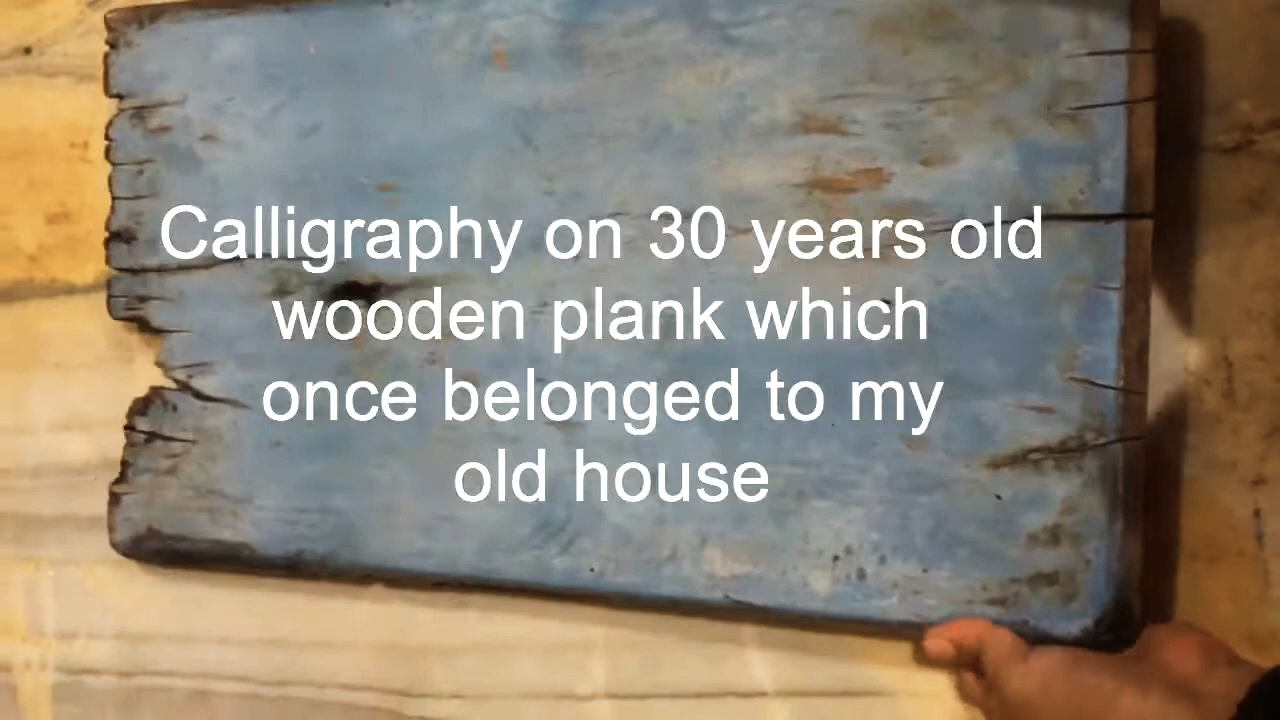 Calligraphy on 30 years old
wooden plank which
once belonged to my
old house